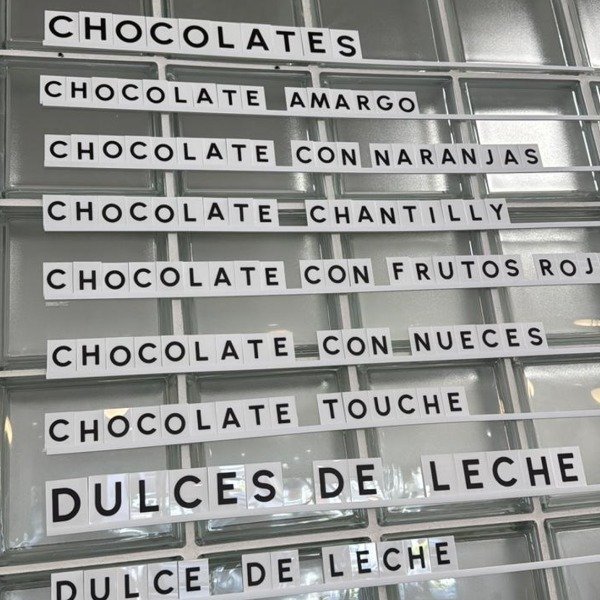 CHOCOLATES
CHOCOLATE AMARGO
CHOCOLATE CON NARANJAS
CHOCOLATE CHANTILLY
CHOCOLATE CON FRUTOS ROJ
CHOCOLATE CON NUECES
CHOCOLATE TOUCHE
DULCES DE LECHE
DULCE DE LECHE